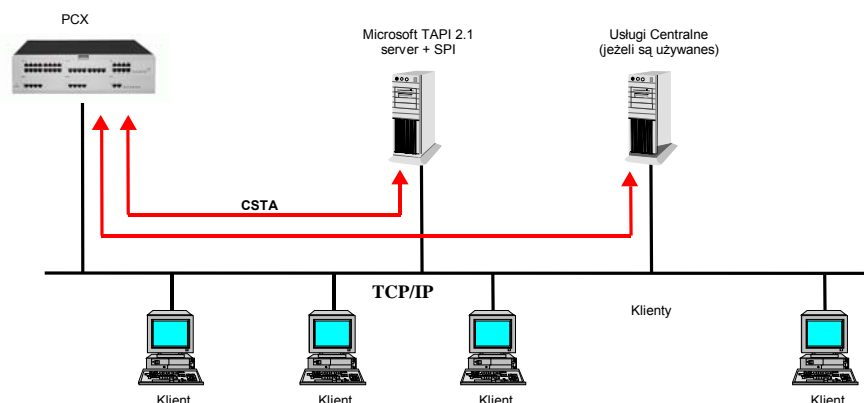 PCX
Microsoft TAPI 2.1
server + SPI
Usługi Centralne
(jeżeli są używanes)
CSTA
TCP/IP
Klienty
Klient
Klient
Klient
Klient